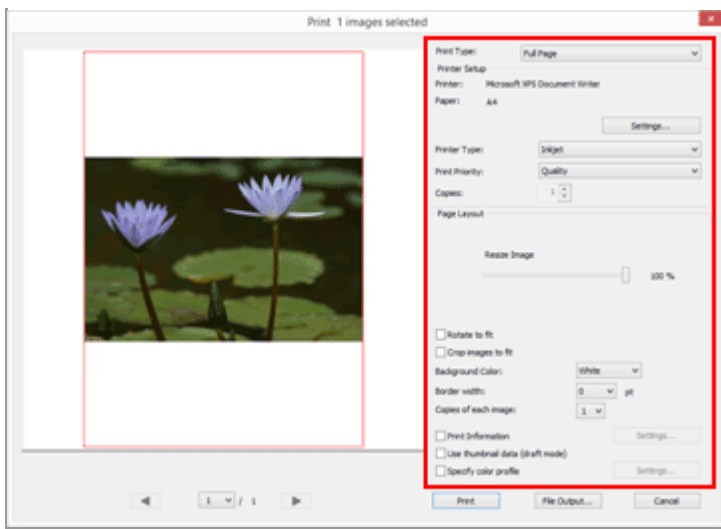 Print 1 images selected
Print Type: Full Page
Printer Setup
Printer: Microsoft XPS Document Writer
Paper: A4
Settings...
Printer Type: Inkjet
Print Priority: Quality
Copies: 1
Page Layout
Resize Image
100 %
Rotate to fit
Crop images to fit
Background Color: White
Border width: 0 pt
Copies of each image: 1
Print Information Settings...
Use thumbnail data (draft mode)
Specify color profile Settings...
1 / 1 Print File Output... Cancel